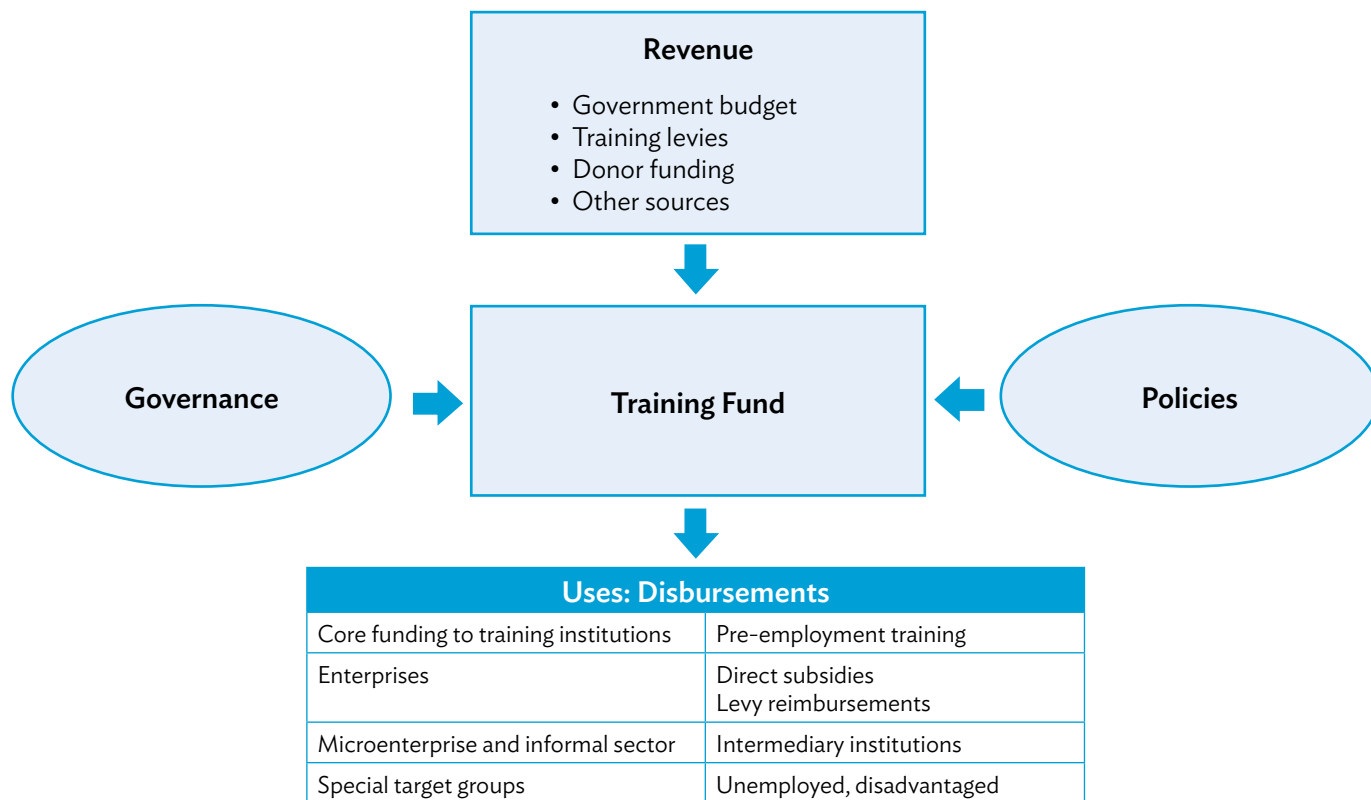 Revenue
• Government budget
• Training levies
• Donor funding
• Other sources
Governance
Training Fund
Policies
Uses: Disbursements
Core funding to training institutions
Pre-employment training
Enterprises
Direct subsidies
Levy reimbursements
Microenterprise and informal sector
Intermediary institutions
Special target groups
Unemployed, disadvantaged